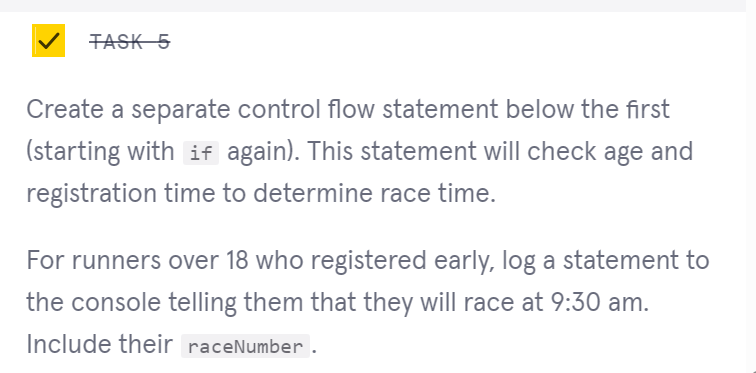 TASK 5
Create a separate control flow statement below the first
(starting with if again). This statement will check age and
registration time to determine race time.
For runners over 18 who registered early, log a statement to
the console telling them that they will race at 9:30 am.
Include their raceNumber.